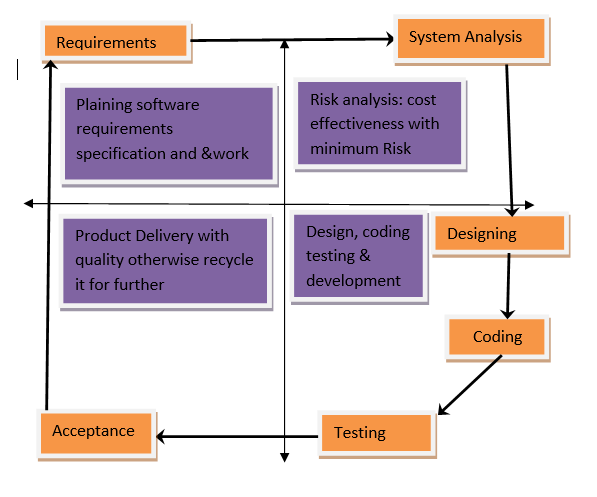 Requirements
System Analysis
Plaining software
requirements
specification and &work
Risk analysis: cost
effectiveness with
minimum Risk
Product Delivery with
quality otherwise recycle
it for further
Design, coding
testing &
development
Designing
Coding
Acceptance
Testing